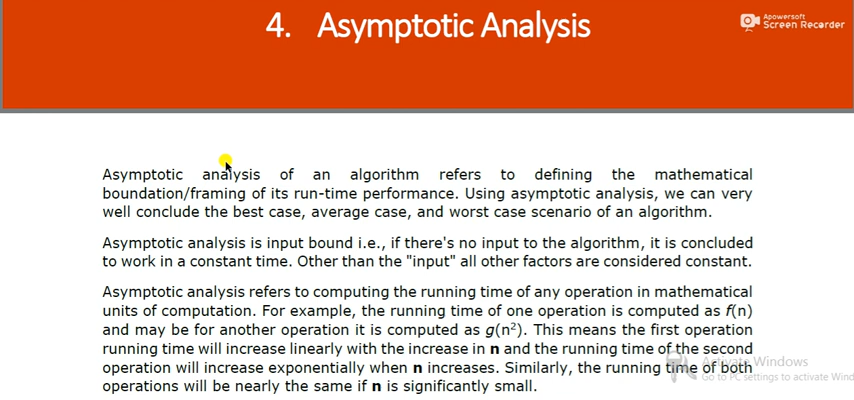 4. Asymptotic Analysis
Apowersoft
Screen Recorder
Asymptotic analysis of an algorithm refers to defining the mathematical
boundation/framing of its run-time performance. Using asymptotic analysis, we can very
well conclude the best case, average case, and worst case scenario of an algorithm.
Asymptotic analysis is input bound i.e., if there's no input to the algorithm, it is concluded
to work in a constant time. Other than the "input" all other factors are considered constant.
Asymptotic analysis refers to computing the running time of any operation in mathematical
units of computation. For example, the running time of one operation is computed as f(n)
and may be for another operation it is computed as g(n²). This means the first operation
running time will increase linearly with the increase in n and the running time of the second
operation will increase exponentially when n increases. Similarly, the running time of both
operations will be nearly the same if n is significantly small.
Activate Windows
Go to PC settings to activate Wind